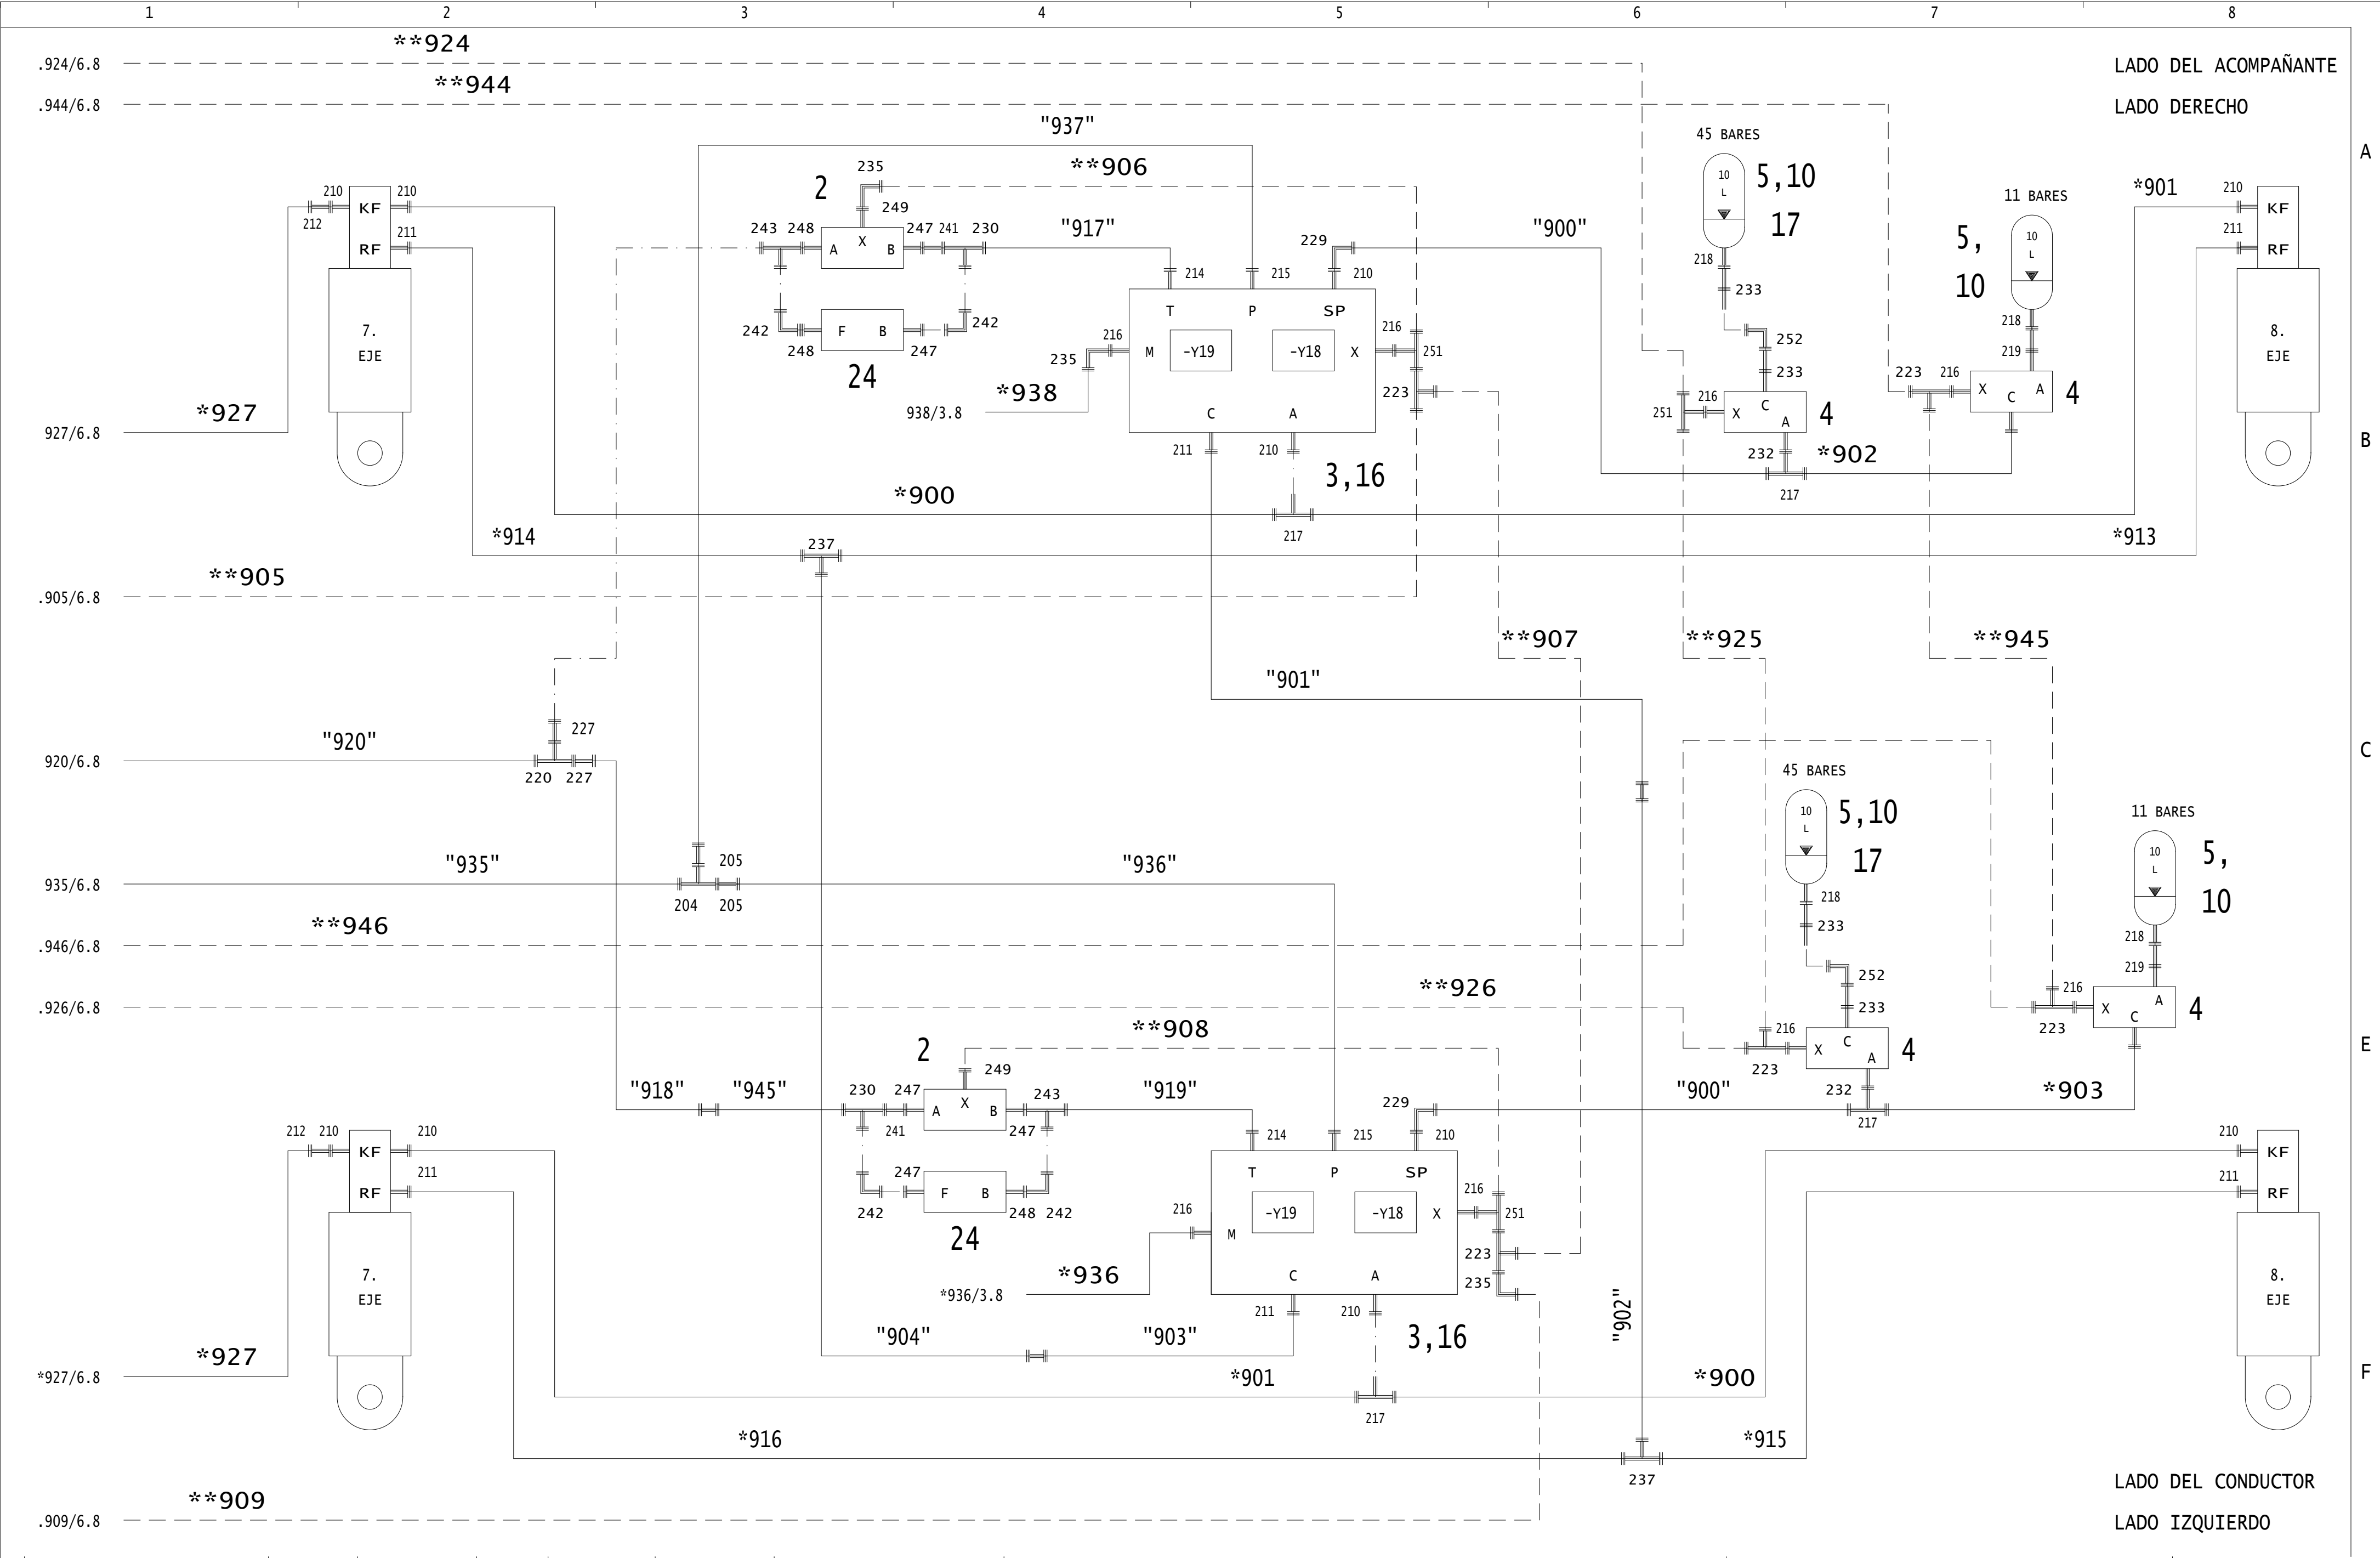 1 2 3 4 5 6 7 8
**924
.924/6.8
LADO DEL ACOMPAÑANTE
**944
.944/6.8
LADO DERECHO
"937"
45 BARES
A
**906
235
2
10
L
5,10
17
11 BARES
*901
210
210 210
212
KF
RF
211
249
243 248
A X B
247 241 230
"917"
229
"900"
5,
10
10
L
KF
211
RF
214 215 210
218
233
7.
EJE
242
F B
242
248 247
24
T P SP
-Y19 -Y18
M X
216
235
216
251
223
252
233
218
219
8.
EJE
*927
927/6.8
*938
938/3.8
C A
211 210
3,16
251 216
X C A
4
223 216
X C A
4
B
232
*902
217
*900
217
*914
237
*913
**905
.905/6.8
**907
**925
**945
"901"
227
"920"
920/6.8
220 227
C
45 BARES
10
L
5,10
17
11 BARES
10
L
5,
10
"935"
935/6.8
205
204 205
"936"
218
233
**946
.946/6.8
218
219
252
233
**926
.926/6.8
223
216
X C A
4
**908
2
249
216
223
X C A
4
E
"918" "945"
230 247
A X B
243
"919"
241 247
229
"900"
232
*903
217
212 210 210
KF
211
RF
214 215 210
210
KF
211
RF
247
F B
242 248 242
24
T P SP
-Y19 -Y18
M X
216
216
251
223
235
7.
EJE
8.
EJE
*936
*936/3.8
C A
211 210
3,16
"902"
"904" "903"
*927
*927/6.8
*901
*900
F
217
*916
*915
237
LADO DEL CONDUCTOR
**909
.909/6.8
LADO IZQUIERDO